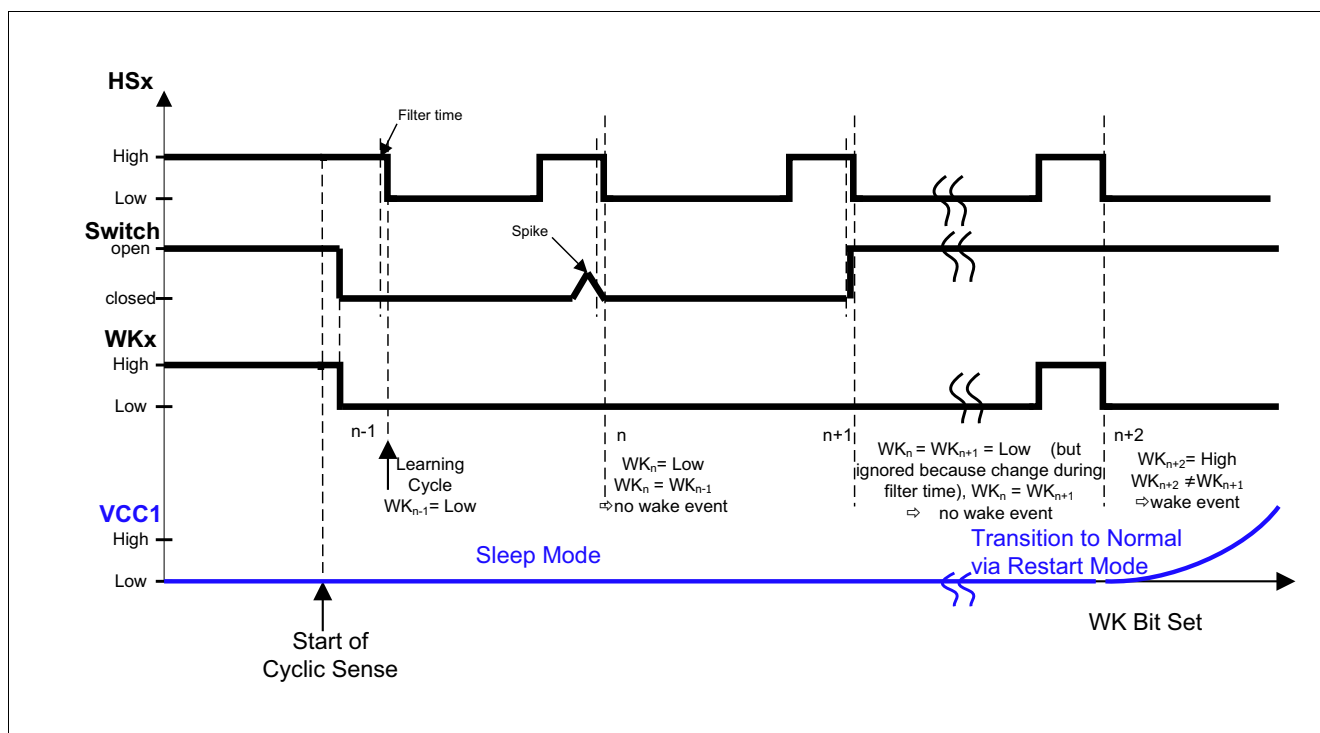 HSx
Filter time
High
Low
Switch
open
Spike
closed
WKx
High
Low
n-1
n
n+1
n+2
Learning
Cycle
WKn-1= Low
WKn= Low
WKn = WKn-1
⇨no wake event
WKn = WKn+1 = Low (but
ignored because change during
filter time), WKn = WKn+1
⇨ no wake event
WKn+2= High
WKn+2 ≠WKn+1
⇨wake event
VCC1
High
Low
Sleep Mode
Transition to Normal
via Restart Mode
WK Bit Set
Start of
Cyclic Sense